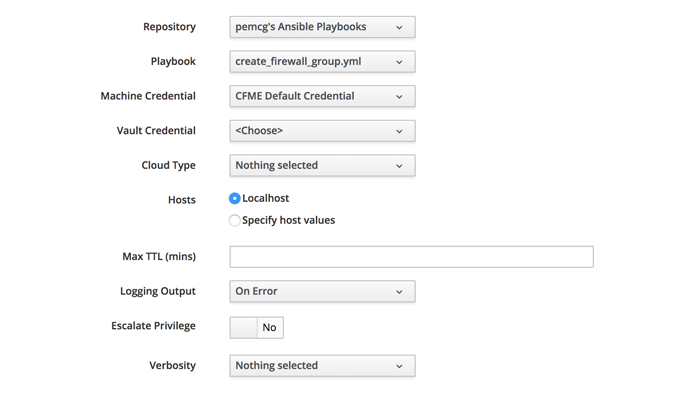 Repository pemcg's Ansible Playbooks
Playbook create_firewall_group.yml
Machine Credential CFME Default Credential
Vault Credential <Choose>
Cloud Type Nothing selected
Hosts Localhost
Specify host values
Max TTL (mins)
Logging Output On Error
Escalate Privilege No
Verbosity Nothing selected